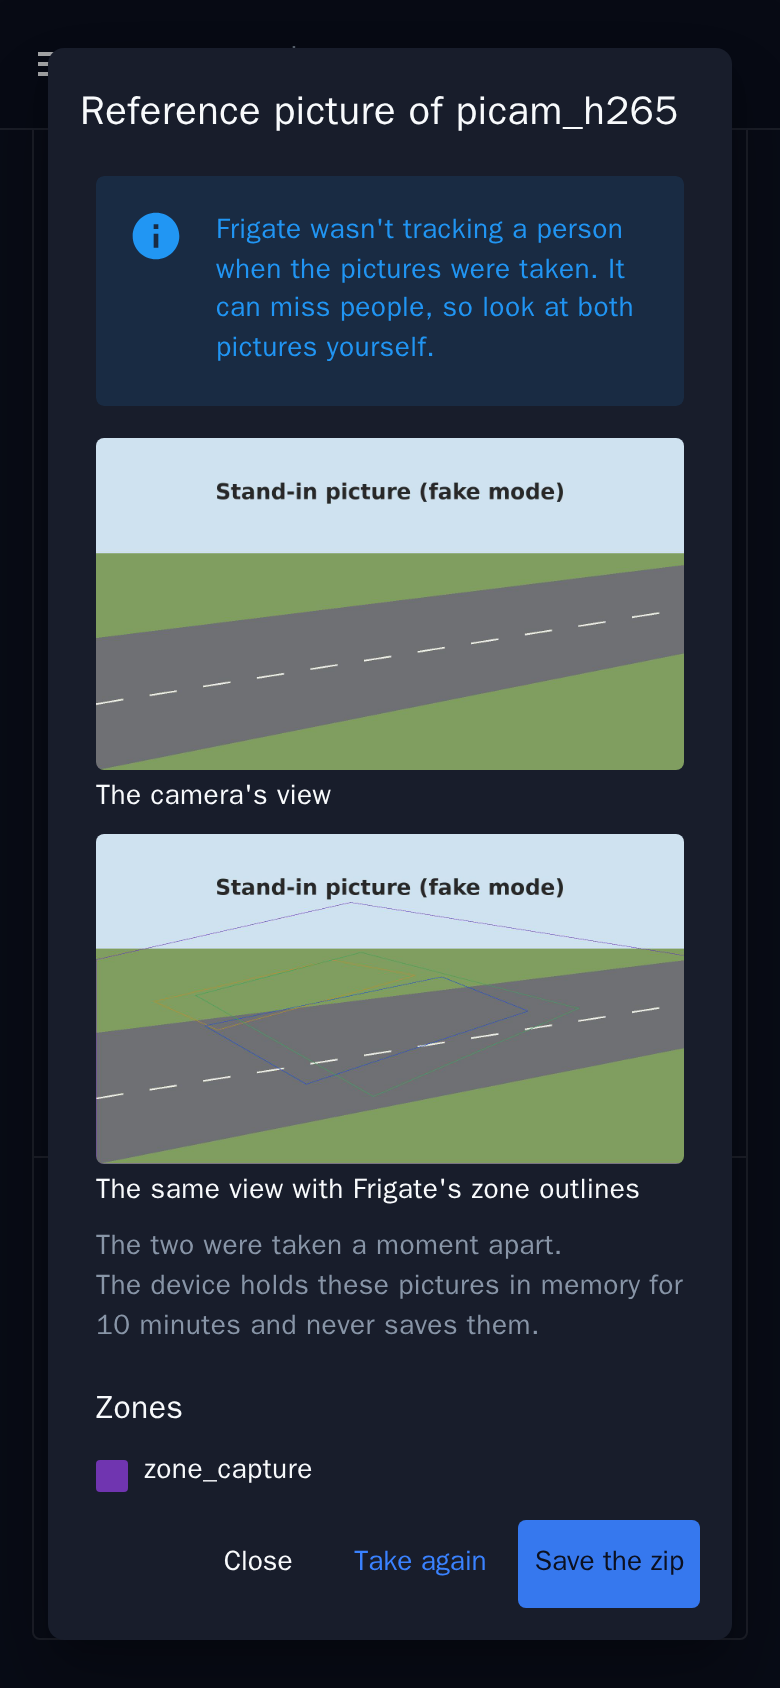 Reference picture of picam_h265
Frigate wasn't tracking a person
when the pictures were taken. It
can miss people, so look at both
pictures yourself.
Stand-in picture (fake mode)
The camera's view
Stand-in picture (fake mode)
The same view with Frigate's zone outlines
The two were taken a moment apart.
The device holds these pictures in memory for
10 minutes and never saves them.
Zones
zone_capture
Close
Take again
Save the zip